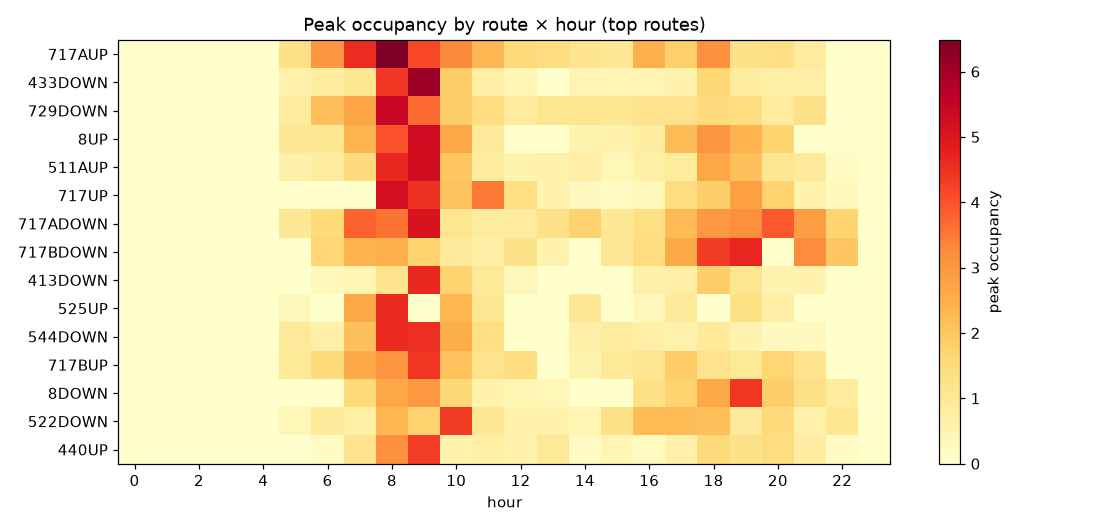 Peak occupancy by route × hour (top routes)
717AUP
433DOWN
729DOWN
8UP
511AUP
717UP
717ADOWN
717BDOWN
413DOWN
525UP
544DOWN
717BUP
8DOWN
522DOWN
440UP
0 2 4 6 8 10 12 14 16 18 20 22
hour
6
5
4
3
2
1
0
peak occupancy